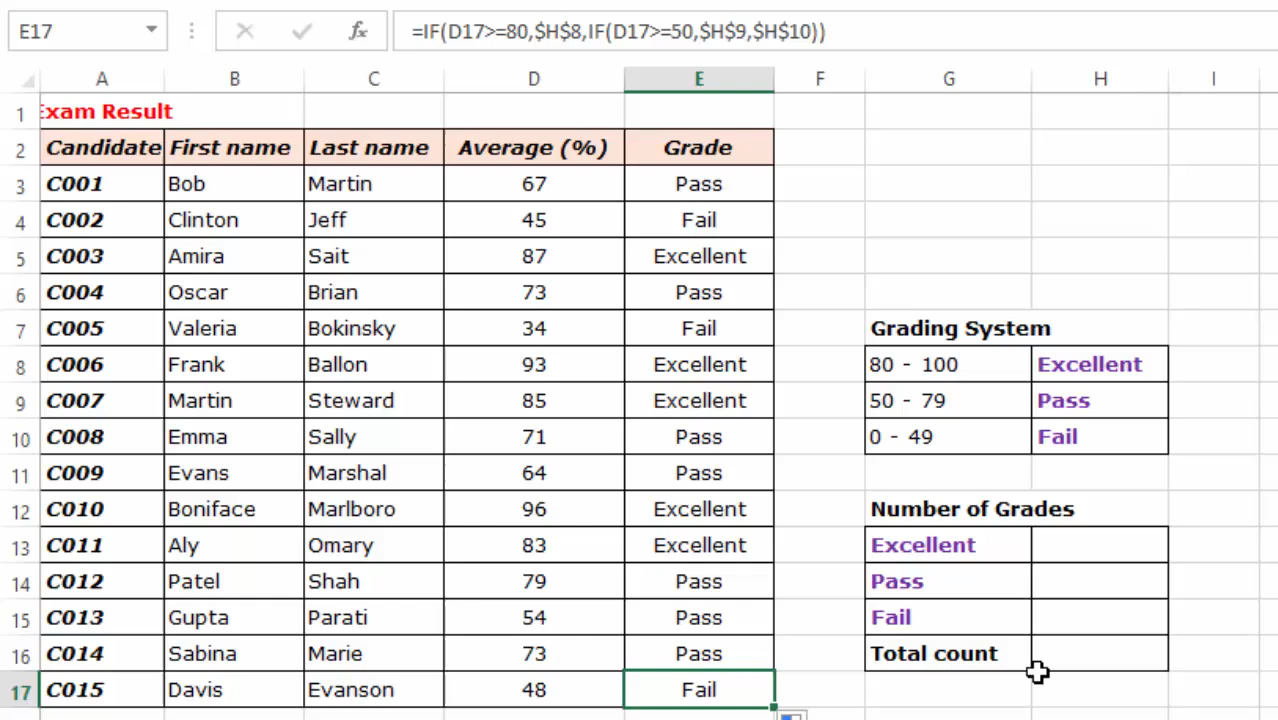 E17 =IF(D17>=80,$H$8,IF(D17>=50,$H$9,$H$10))
A B C D E F G H I
1 Exam Result
2 Candidate First name Last name Average (%) Grade
3 C001 Bob Martin 67 Pass
4 C002 Clinton Jeff 45 Fail
5 C003 Amira Sait 87 Excellent
6 C004 Oscar Brian 73 Pass
7 C005 Valeria Bokinsky 34 Fail Grading System
8 C006 Frank Ballon 93 Excellent 80 - 100 Excellent
9 C007 Martin Steward 85 Excellent 50 - 79 Pass
10 C008 Emma Sally 71 Pass 0 - 49 Fail
11 C009 Evans Marshal 64 Pass
12 C010 Boniface Marlboro 96 Excellent Number of Grades
13 C011 Aly Omary 83 Excellent Excellent
14 C012 Patel Shah 79 Pass Pass
15 C013 Gupta Parati 54 Pass Fail
16 C014 Sabina Marie 73 Pass Total count
17 C015 Davis Evanson 48 Fail